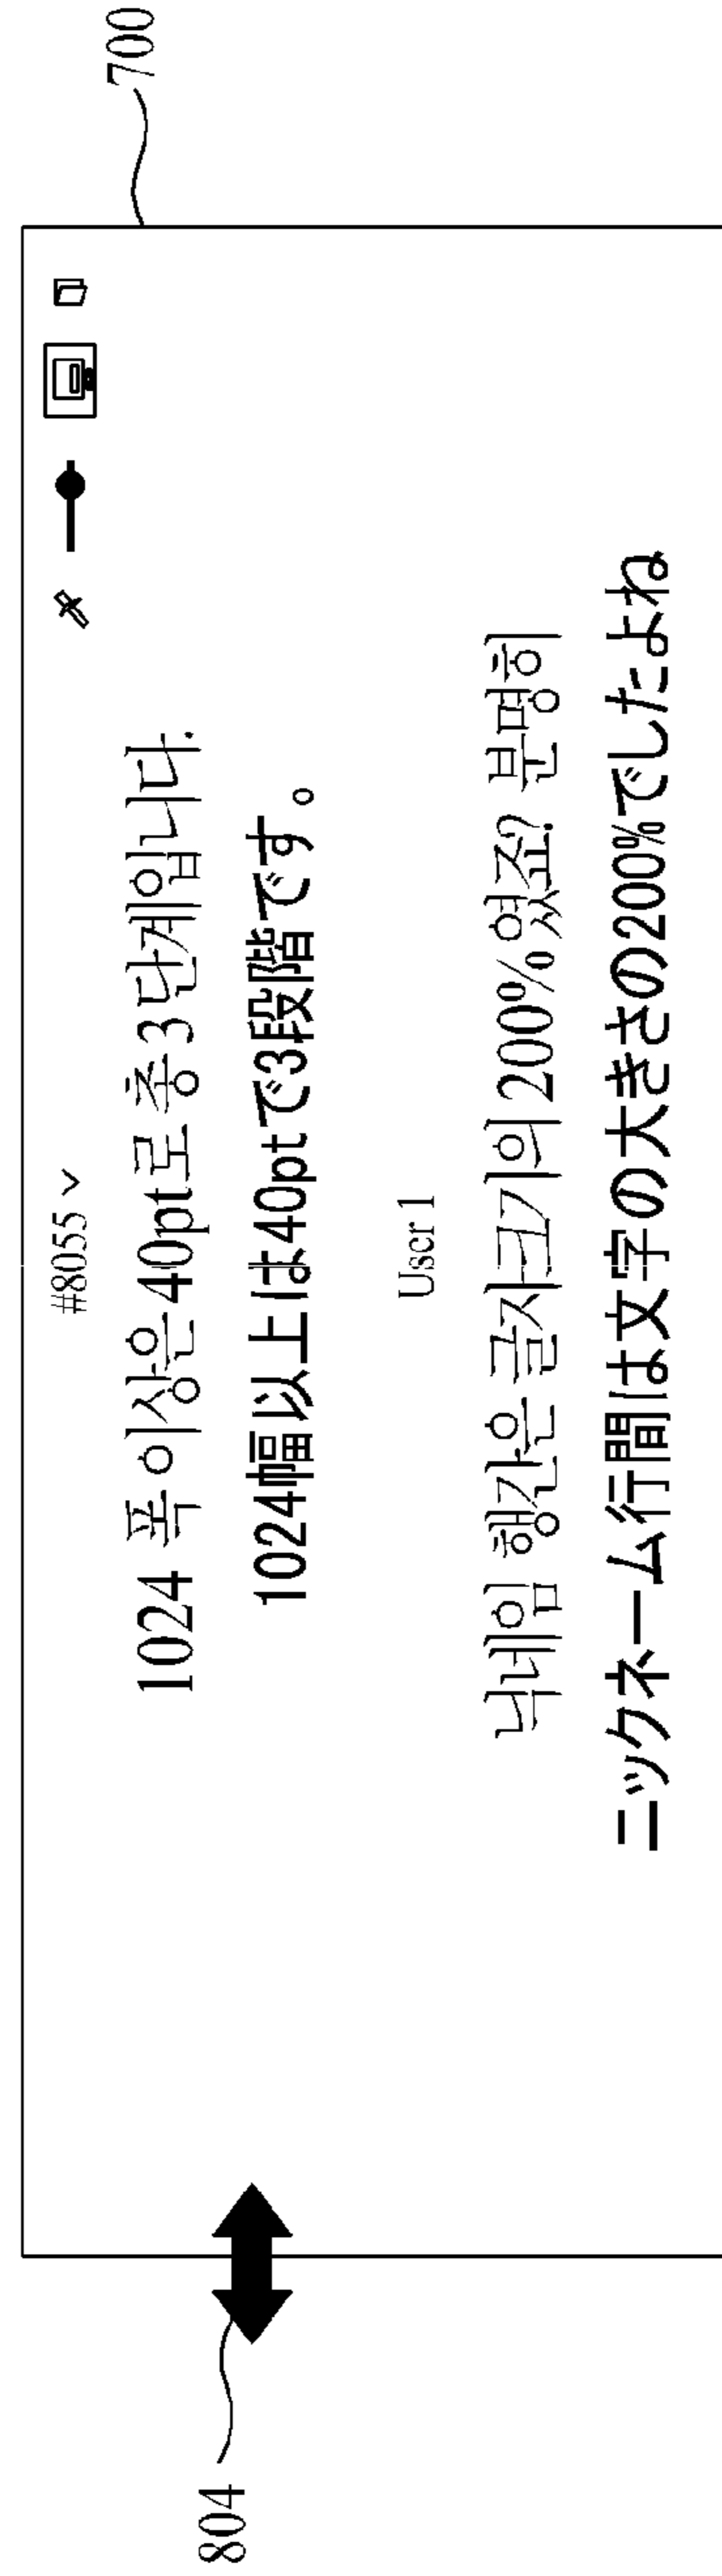 700
#8055
1024 폭 이상은 40pt로 총 3단계입니다.
1024幅以上は40ptで3段階です。
User 1
닉네임 행간은 글자크기의 200% 였죠? 분명히
ニックネーム行間は文字の大きさの200%でしたよね
804